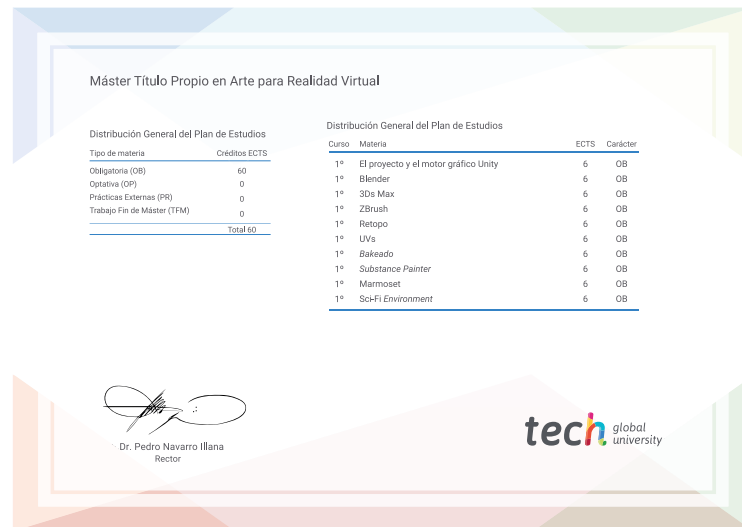 Máster Título Propio en Arte para Realidad Virtual
Distribución General del Plan de Estudios
Tipo de materia Créditos ECTS
Obligatoria (OB) 60
Optativa (OP) 0
Prácticas Externas (PR) 0
Trabajo Fin de Máster (TFM) 0
Total 60
Distribución General del Plan de Estudios
Curso Materia ECTS Carácter
1º El proyecto y el motor gráfico Unity 6 OB
1º Blender 6 OB
1º 3Ds Max 6 OB
1º ZBrush 6 OB
1º Retopo 6 OB
1º UVs 6 OB
1º Bakeado 6 OB
1º Substance Painter 6 OB
1º Marmoset 6 OB
1º Sci-Fi Environment 6 OB
Dr. Pedro Navarro Illana
Rector
tech global university